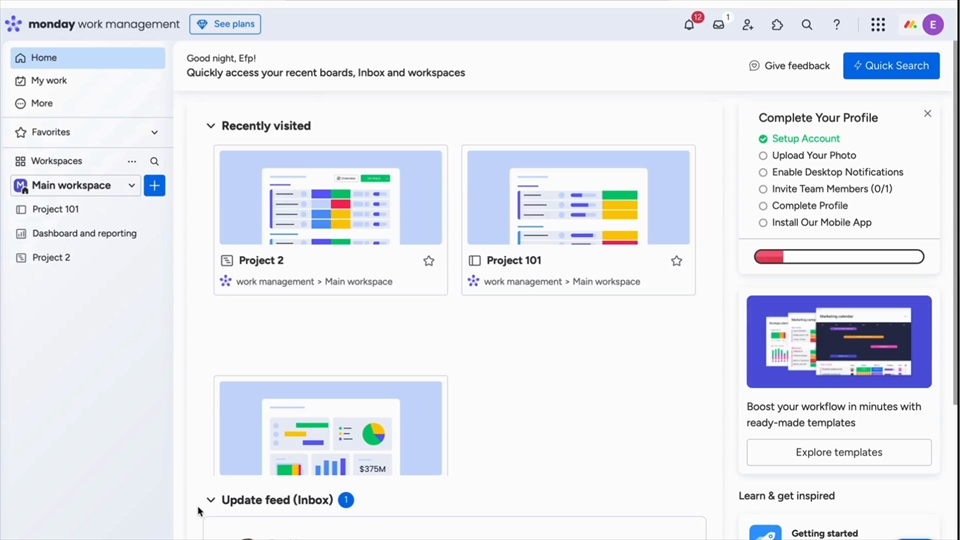 monday work management
See plans
12
1
E
Home
My work
More
Favorites
Workspaces
M
Main workspace
Project 101
Dashboard and reporting
Project 2
Good night, Efp!
Quickly access your recent boards, Inbox and workspaces
Give feedback
Quick Search
Recently visited
Project 2
work management > Main workspace
Project 101
work management > Main workspace
$375M
Update feed (Inbox)
1
Complete Your Profile
Setup Account
Upload Your Photo
Enable Desktop Notifications
Invite Team Members (0/1)
Complete Profile
Install Our Mobile App
Marketing calendar
Boost your workflow in minutes with
ready-made templates
Explore templates
Learn & get inspired
Getting started